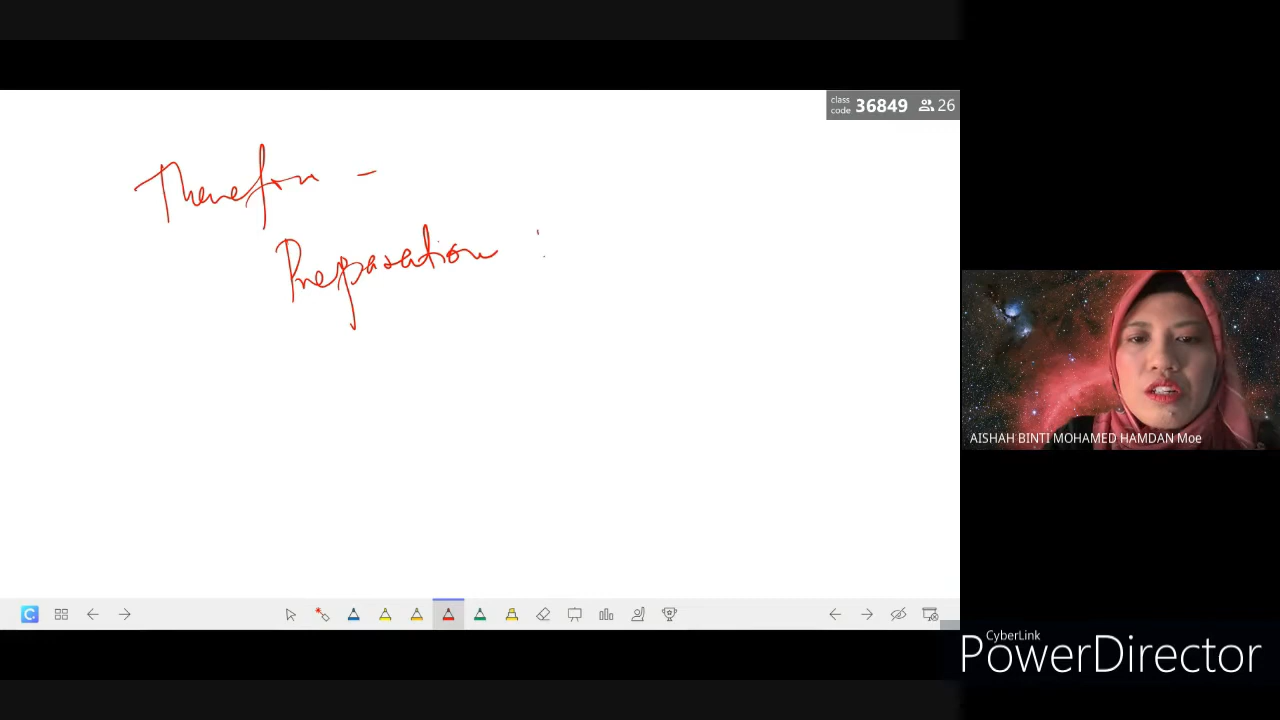 class code 36849 26
Therefore -
Preparation :
AISHAH BINTI MOHAMED HAMDAN Moe
CyberLink
PowerDirector